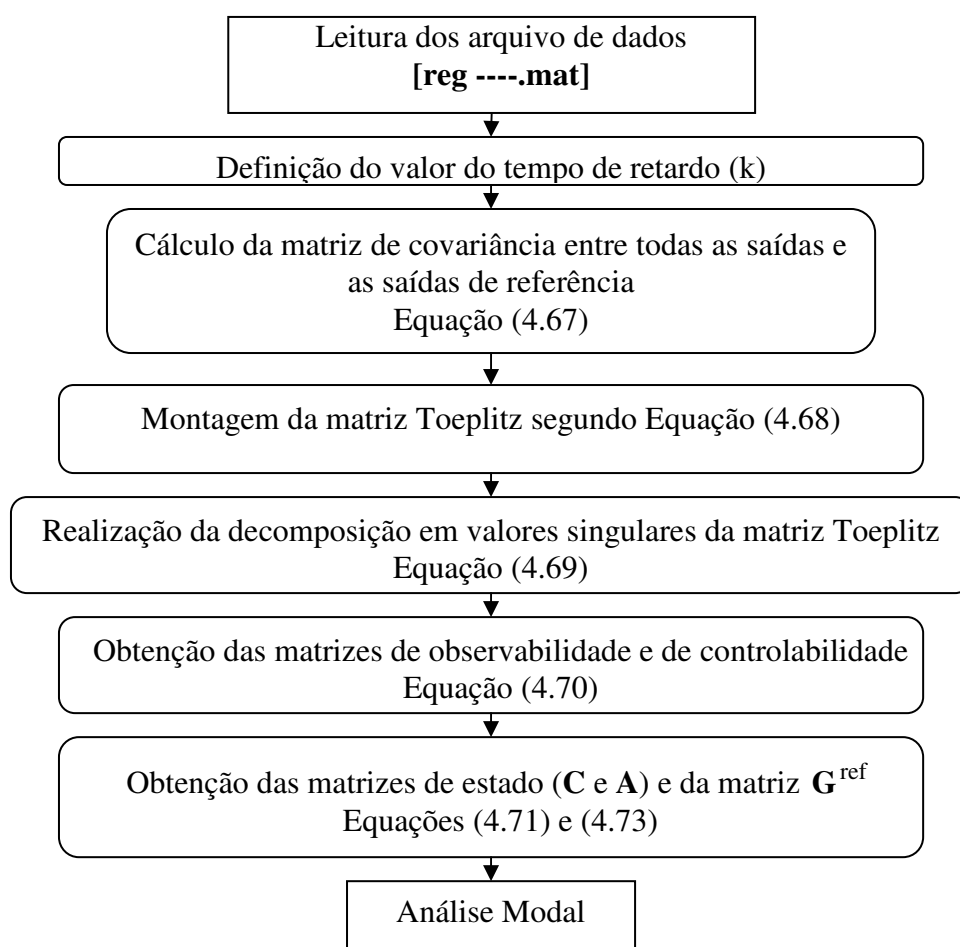 Leitura dos arquivo de dados
[reg ----.mat]
Definição do valor do tempo de retardo (k)
Cálculo da matriz de covariância entre todas as saídas e
as saídas de referência
Equação (4.67)
Montagem da matriz Toeplitz segundo Equação (4.68)
Realização da decomposição em valores singulares da matriz Toeplitz
Equação (4.69)
Obtenção das matrizes de observabilidade e de controlabilidade
Equação (4.70)
Obtenção das matrizes de estado (C e A) e da matriz G^ref
Equações (4.71) e (4.73)
Análise Modal